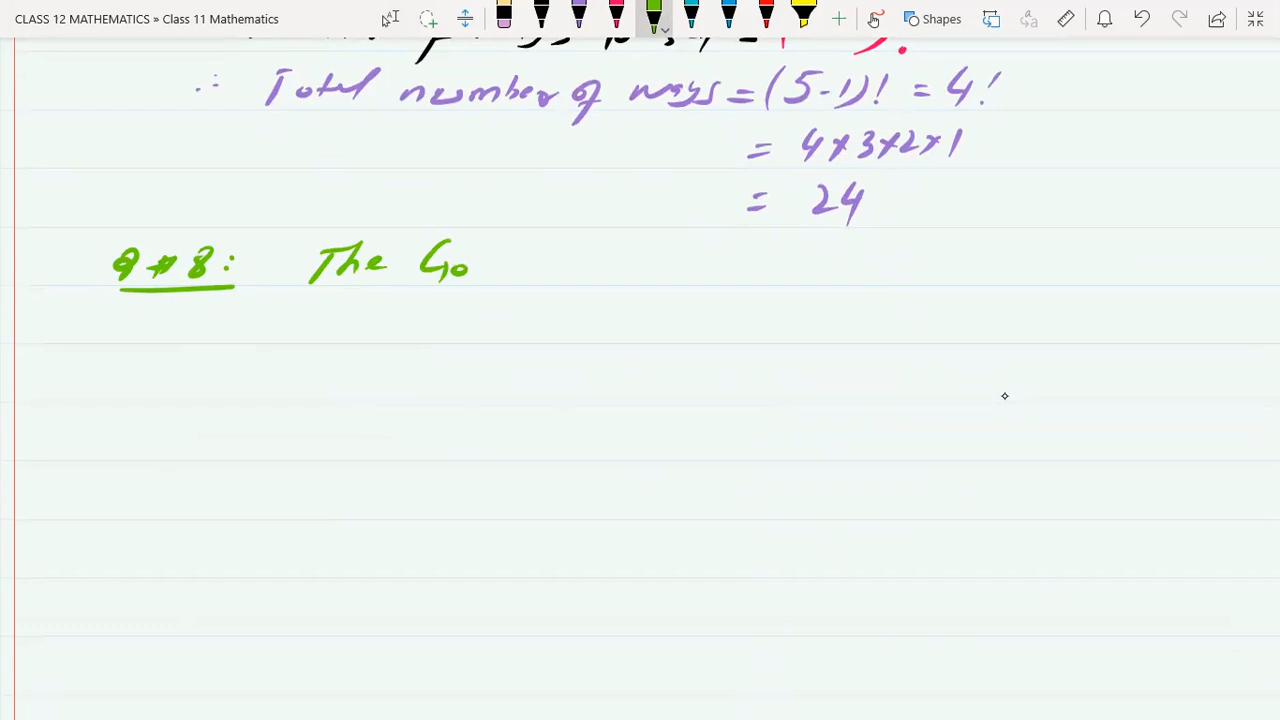 CLASS 12 MATHEMATICS » Class 11 Mathematics
Shapes
∴ Total number of ways = (5-1)! = 4!
= 4×3×2×1
= 24
Q # 8: The Go